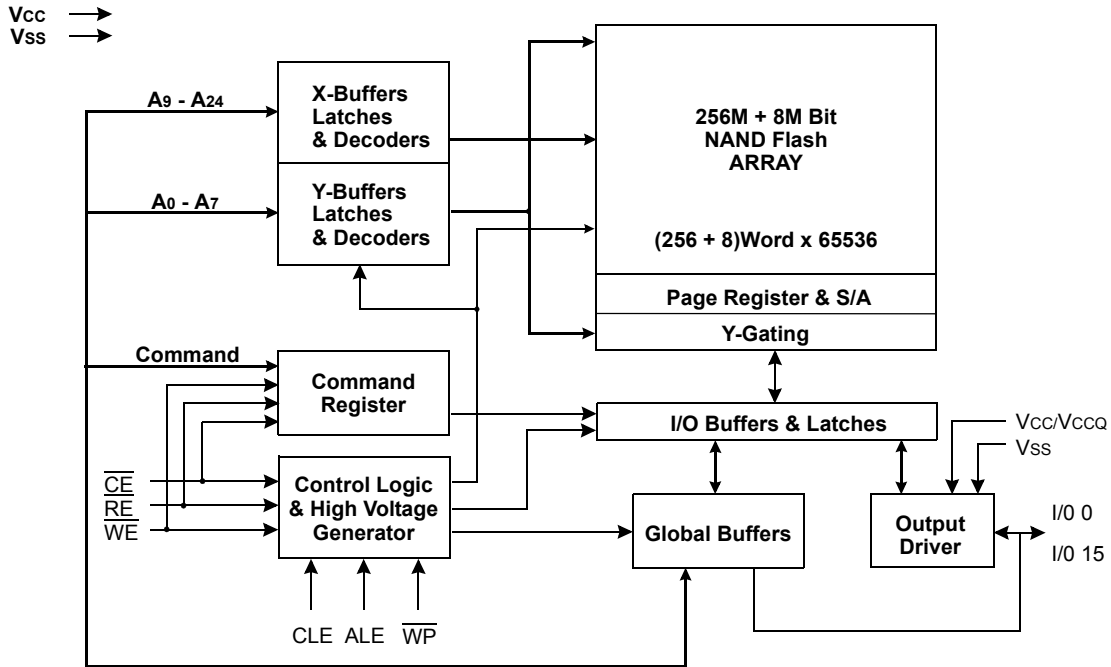 VCC
VSS
A9 - A24
X-Buffers
Latches
& Decoders
256M + 8M Bit
NAND Flash
ARRAY
A0 - A7
Y-Buffers
Latches
& Decoders
(256 + 8)Word x 65536
Page Register & S/A
Y-Gating
Command
Command
Register
I/O Buffers & Latches
VCC/VCCQ
VSS
CE
RE
WE
Control Logic
& High Voltage
Generator
Global Buffers
Output
Driver
I/0 0
I/0 15
CLE
ALE
WP